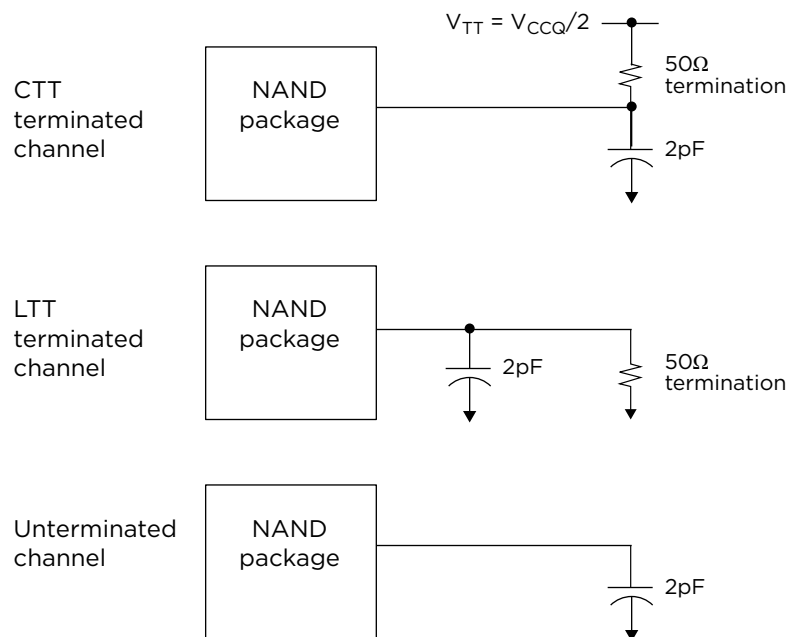 V_TT = V_CCQ/2
CTT
terminated
channel
NAND
package
50Ω
termination
2pF
LTT
terminated
channel
NAND
package
2pF
50Ω
termination
Unterminated
channel
NAND
package
2pF